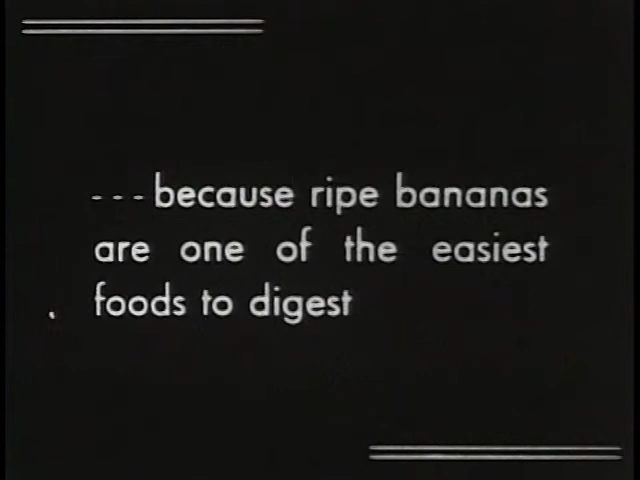 ---because ripe bananas
are one of the easiest
foods to digest